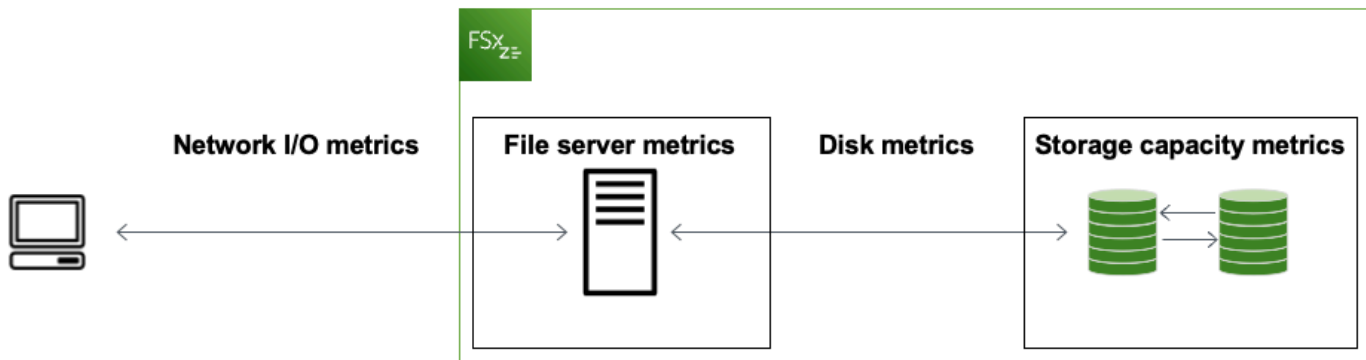 FSx
Z
Network I/O metrics
File server metrics
Disk metrics
Storage capacity metrics